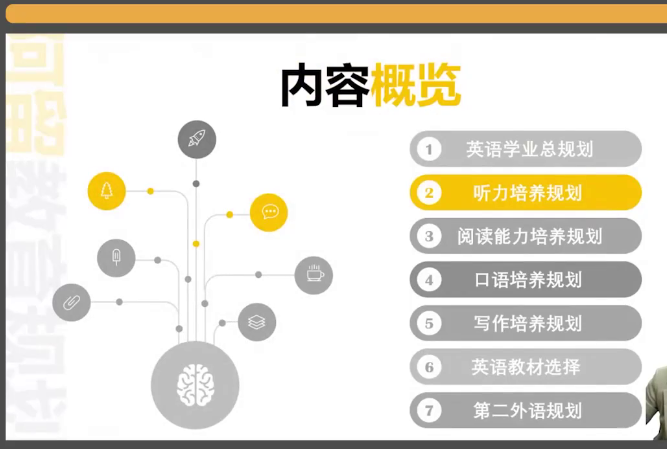 内容概览
1 英语学业总规划
2 听力培养规划
3 阅读能力培养规划
4 口语培养规划
5 写作培养规划
6 英语教材选择
7 第二外语规划